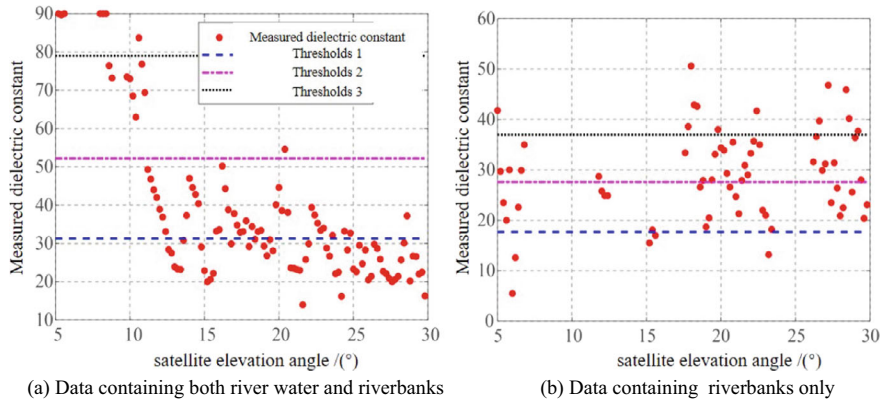 90
80
70
60
50
40
30
20
10
5
10
15
20
25
30
Measured dielectric constant
satellite elevation angle /(°)
Measured dielectric constant
Thresholds 1
Thresholds 2
Thresholds 3
(a) Data containing both river water and riverbanks
60
50
40
30
20
10
0
5
10
15
20
25
30
Measured dielectric constant
satellite elevation angle /(°)
(b) Data containing riverbanks only